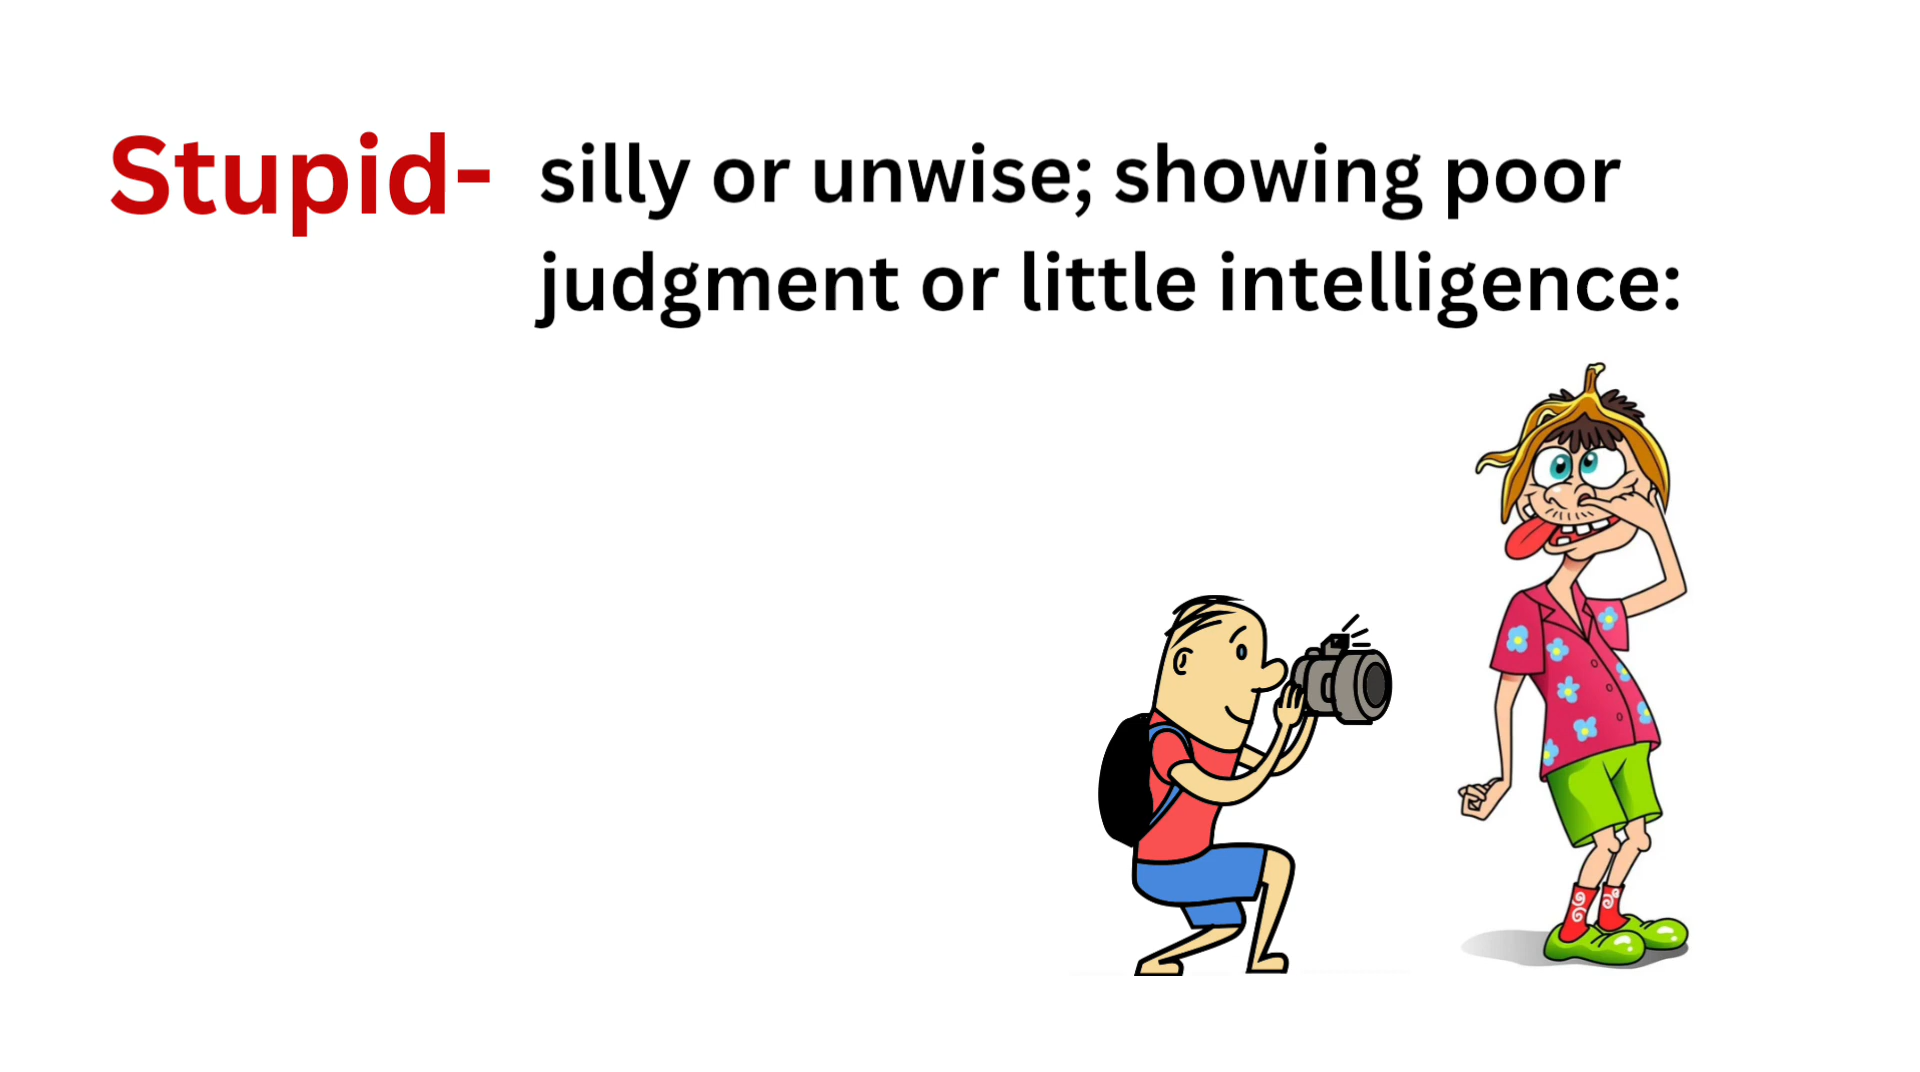 Stupid- silly or unwise; showing poor
judgment or little intelligence: